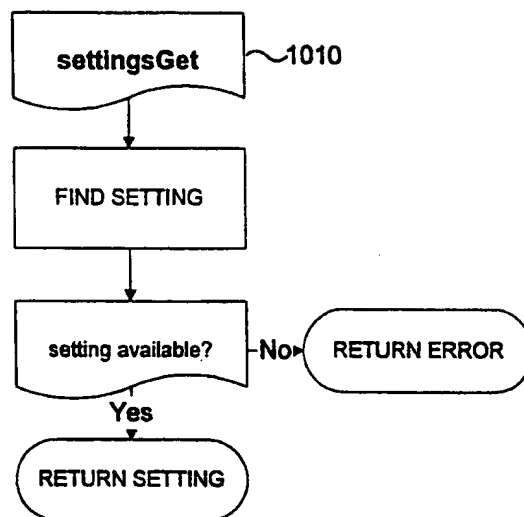 settingsGet
1010
FIND SETTING
setting available?
No
RETURN ERROR
Yes
RETURN SETTING